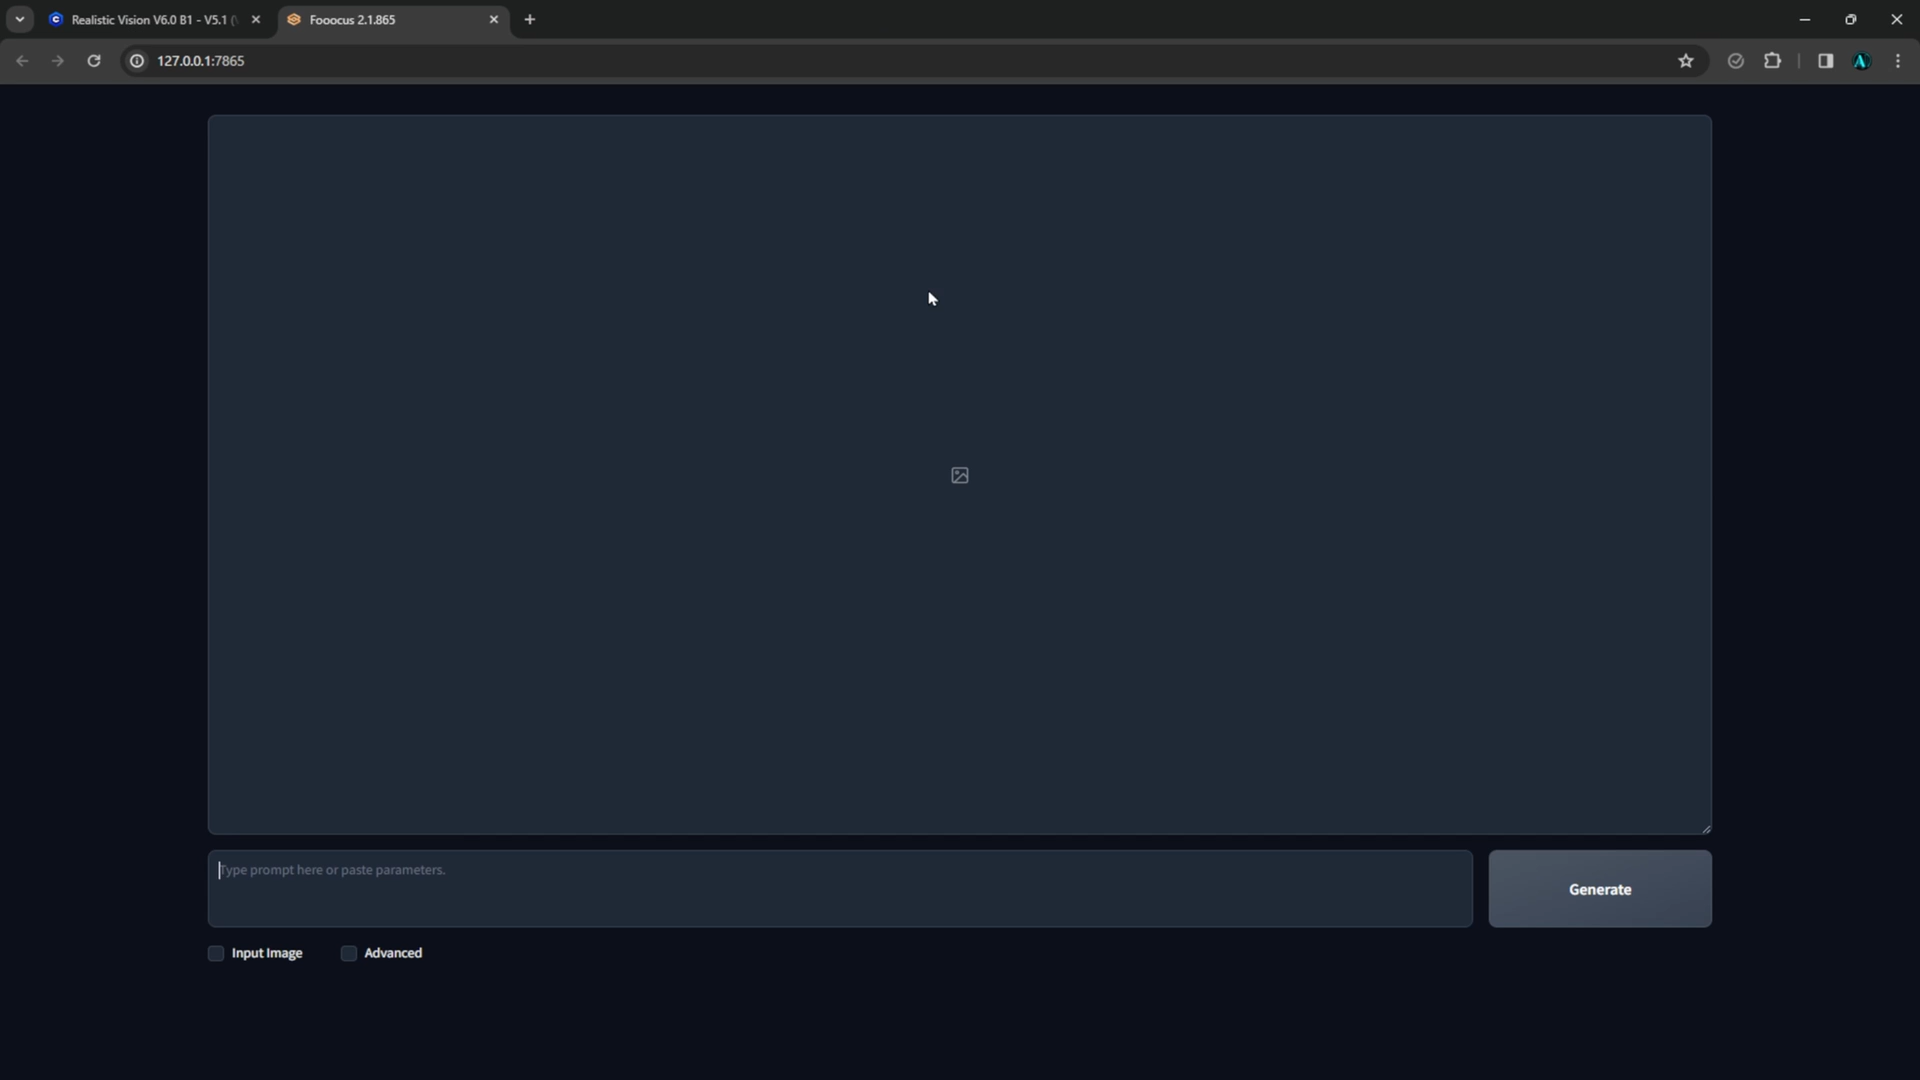 Realistic Vision V6.0 B1 - V5.1 (
Fooocus 2.1.865
127.0.0.1:7865
Type prompt here or paste parameters.
Generate
Input Image
Advanced